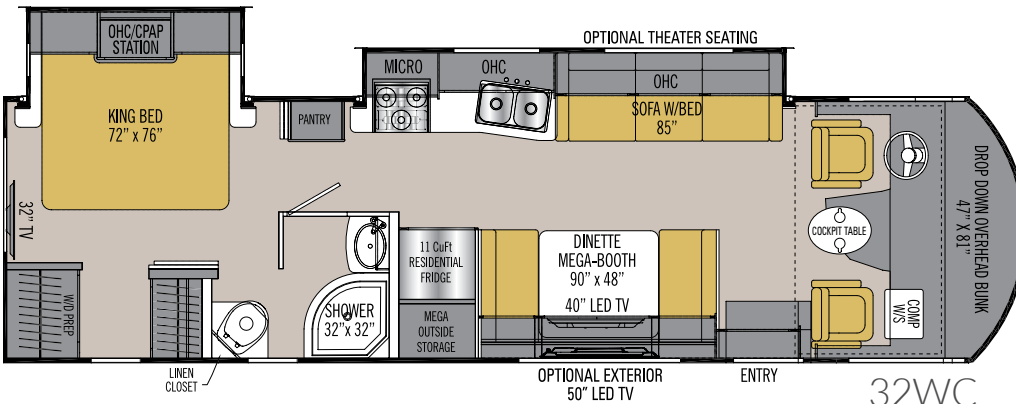 OHC/CPAP
STATION
KING BED
72" x 76"
32" TV
W/D PREP
LINEN
CLOSET
PANTRY
MICRO
OHC
OPTIONAL THEATER SEATING
OHC
SOFA W/BED
85"
SHOWER
32"x 32"
11 CuFt
RESIDENTIAL
FRIDGE
MEGA
OUTSIDE
STORAGE
DINETTE
MEGA-BOOTH
90" x 48"
40" LED TV
OPTIONAL EXTERIOR
50" LED TV
ENTRY
COCKPIT TABLE
COMP
W/S
DROP DOWN OVERHEAD BUNK
47" X 81"
32WC